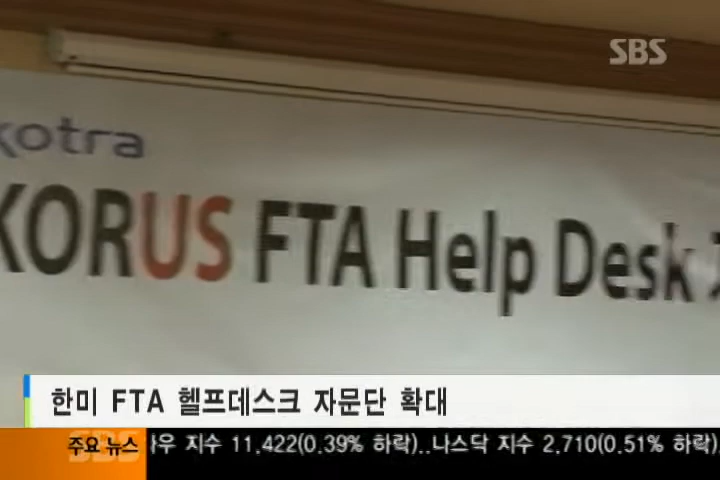 SBS
kotra
KORUS FTA Help Desk
한미 FTA 헬프데스크 자문단 확대
주요 뉴스
우 지수 11,422(0.39% 하락)..나스닥 지수 2,710(0.51% 하락)